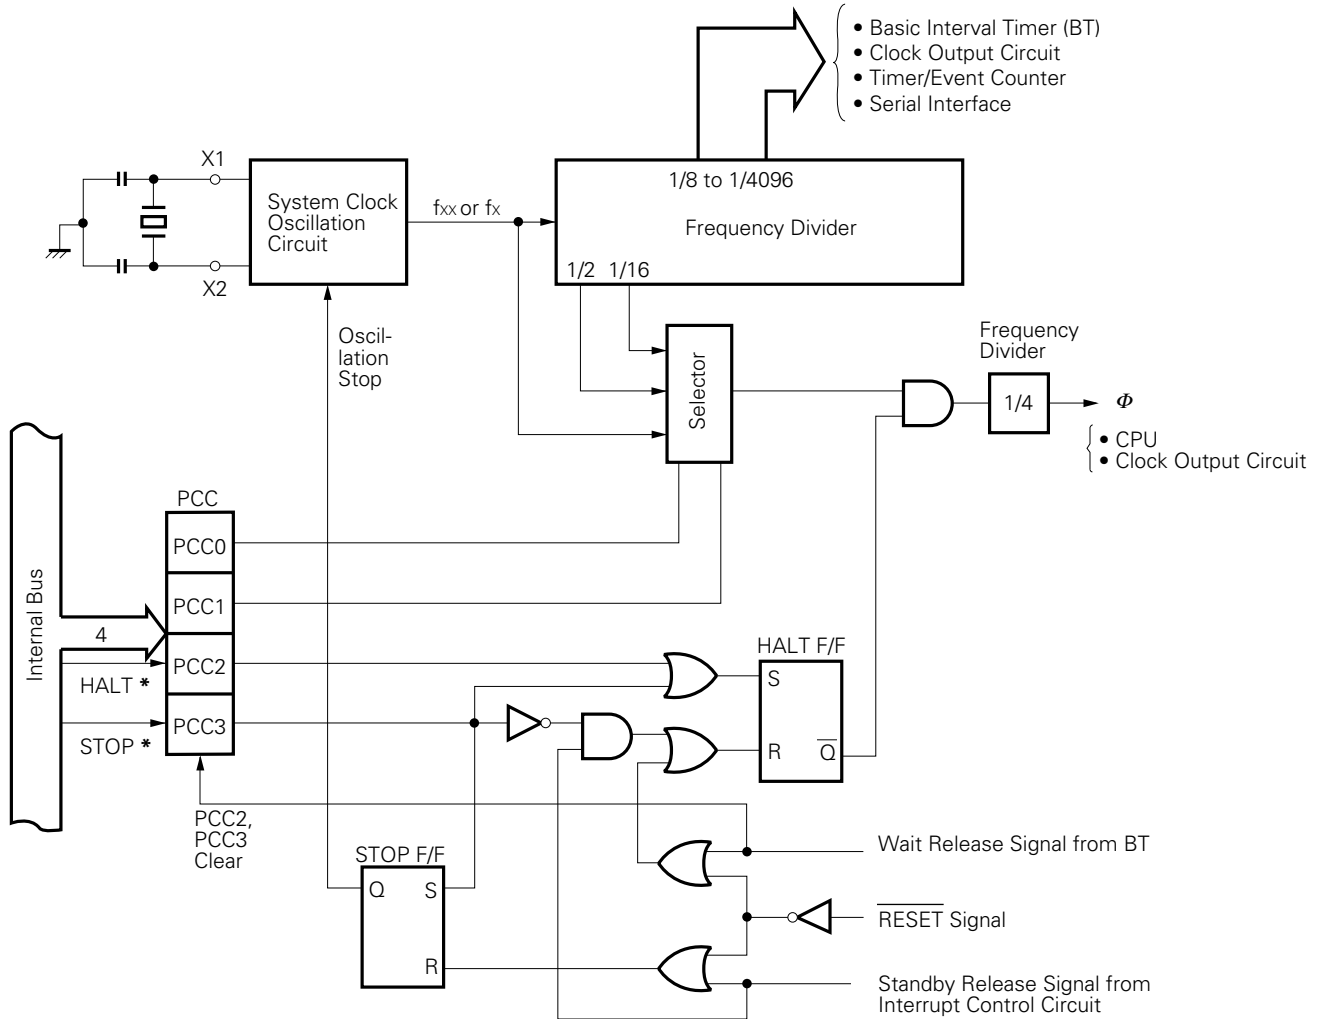 • Basic Interval Timer (BT)
• Clock Output Circuit
• Timer/Event Counter
• Serial Interface
X1
X2
System Clock
Oscillation
Circuit
fxx or fx
1/8 to 1/4096
Frequency Divider
1/2 1/16
Oscil-
lation
Stop
Selector
Frequency
Divider
1/4
Φ
• CPU
• Clock Output Circuit
Internal Bus
4
HALT *
STOP *
PCC
PCC0
PCC1
PCC2
PCC3
PCC2,
PCC3
Clear
HALT F/F
S
R
Q̅
STOP F/F
Q S
R
Wait Release Signal from BT
R̅E̅S̅E̅T̅ Signal
Standby Release Signal from
Interrupt Control Circuit